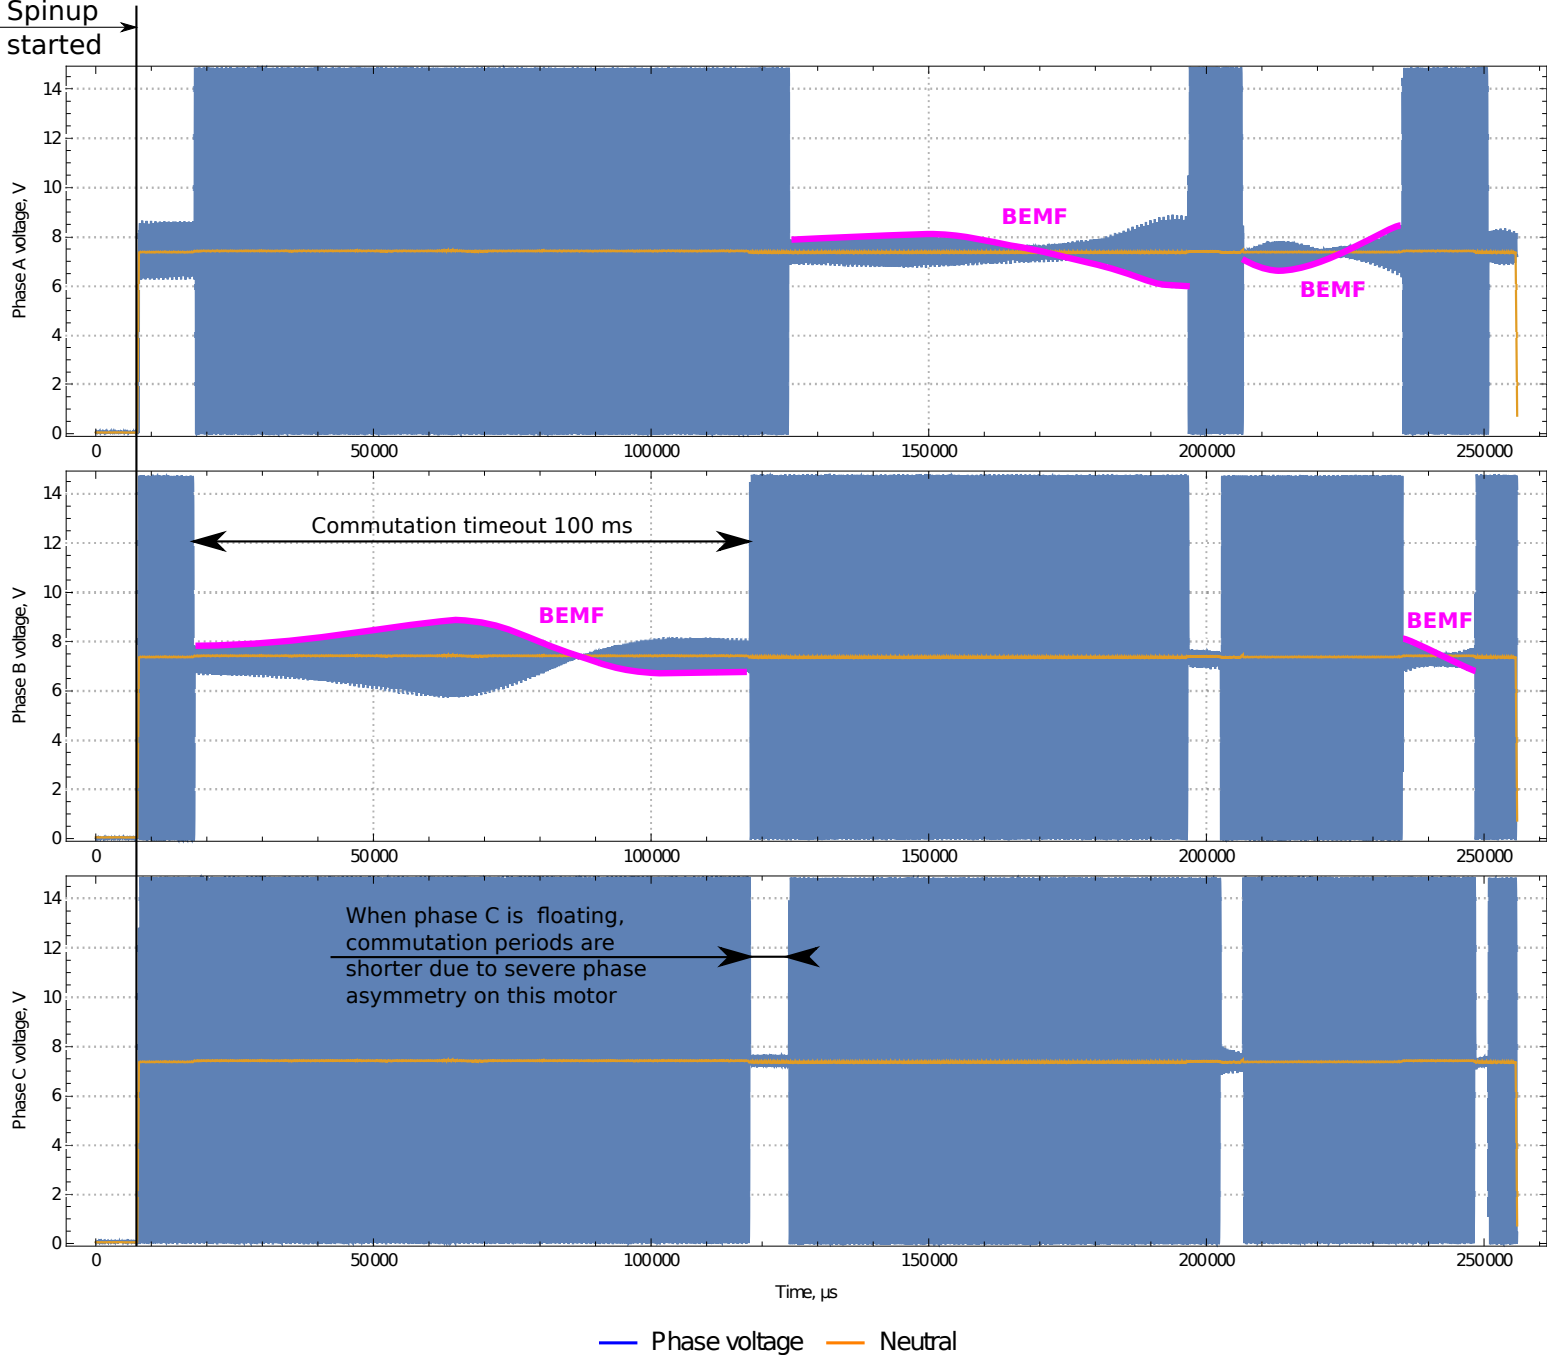 Spinup
started
Phase A voltage, V
14
12
10
8
6
4
2
0
BEMF
BEMF
0 50000 100000 150000 200000 250000
Phase B voltage, V
14
12
10
8
6
4
2
0
Commutation timeout 100 ms
BEMF
BEMF
0 50000 100000 150000 200000 250000
Phase C voltage, V
14
12
10
8
6
4
2
0
When phase C is floating,
commutation periods are
shorter due to severe phase
asymmetry on this motor
0 50000 100000 150000 200000 250000
Time, µs
Phase voltage Neutral